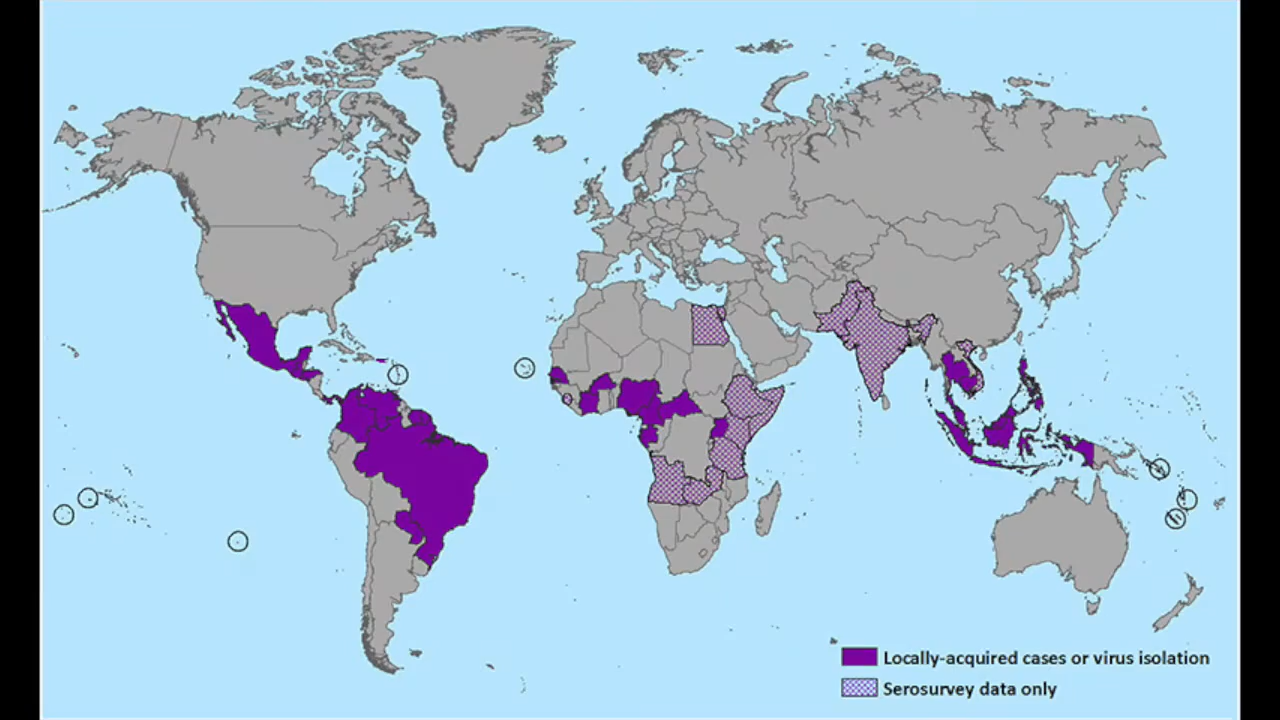 Locally-acquired cases or virus isolation
Serosurvey data only